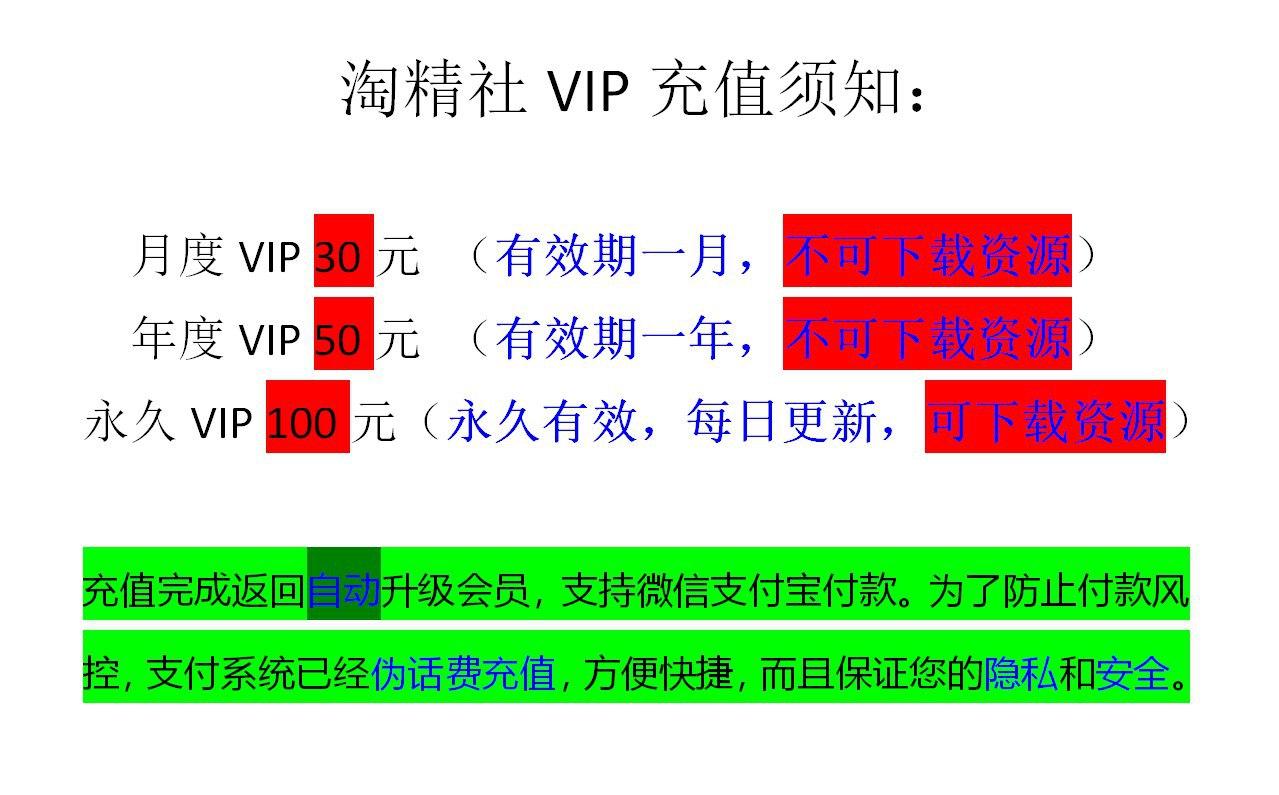 淘精社 VIP 充值须知：
月度 VIP 30 元 （有效期一月，不可下载资源）
年度 VIP 50 元 （有效期一年，不可下载资源）
永久 VIP 100 元（永久有效，每日更新，可下载资源）
充值完成返回自动升级会员，支持微信支付宝付款。为了防止付款风
控，支付系统已经伪话费充值，方便快捷，而且保证您的隐私和安全。